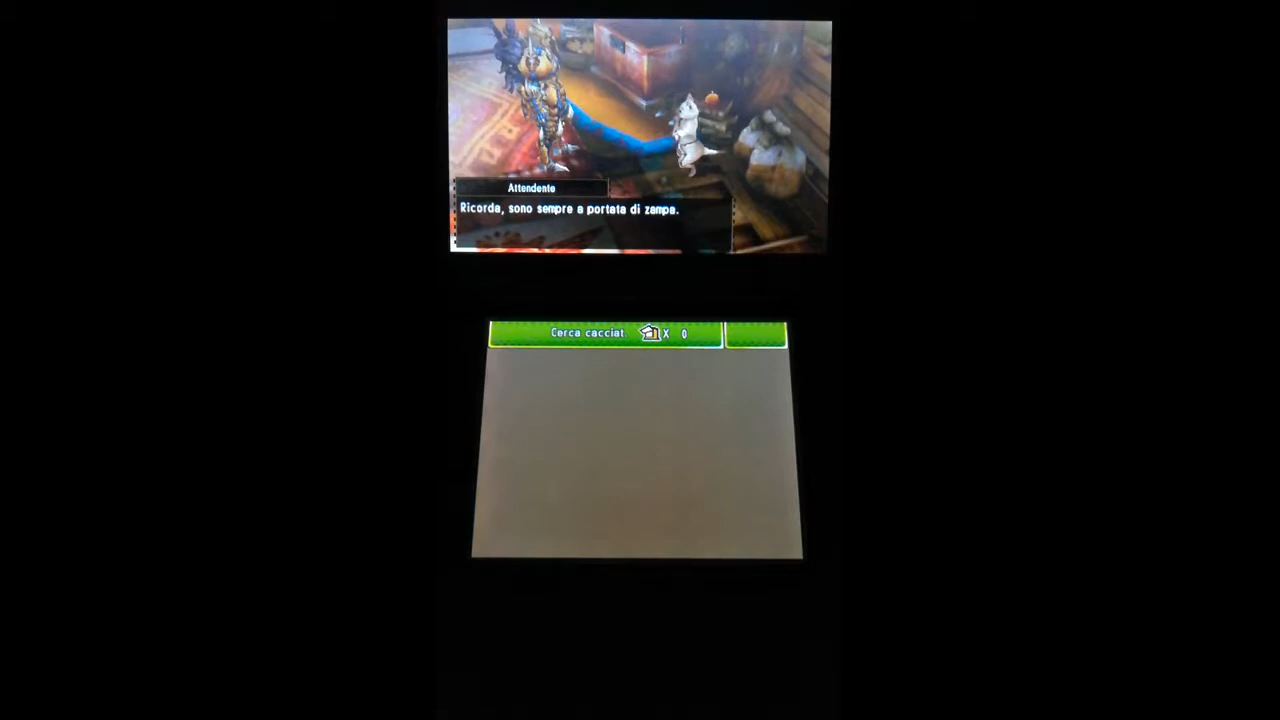 Attendente
Ricorda, sono sempre a portata di zampa.
Cerca cacciat. X 0